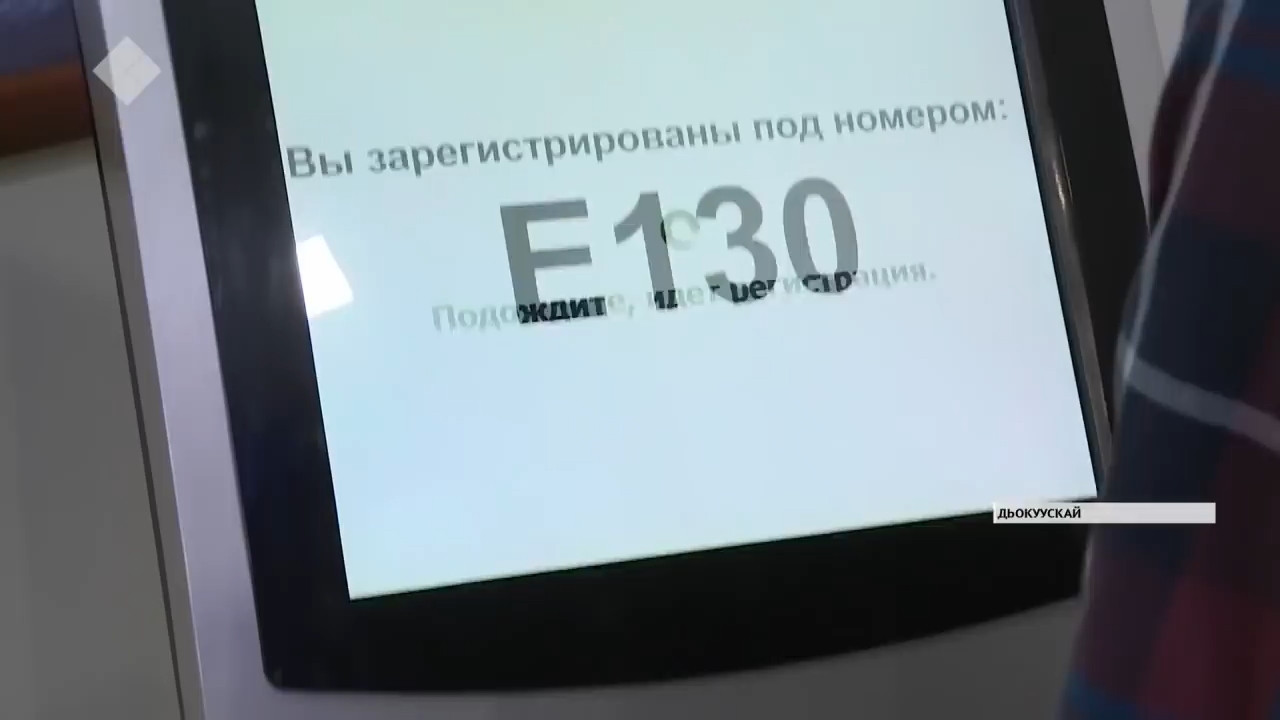 Вы зарегистрированы под номером:
E130
Подождите, идет регистрация.
ДЬОКУУСКАЙ